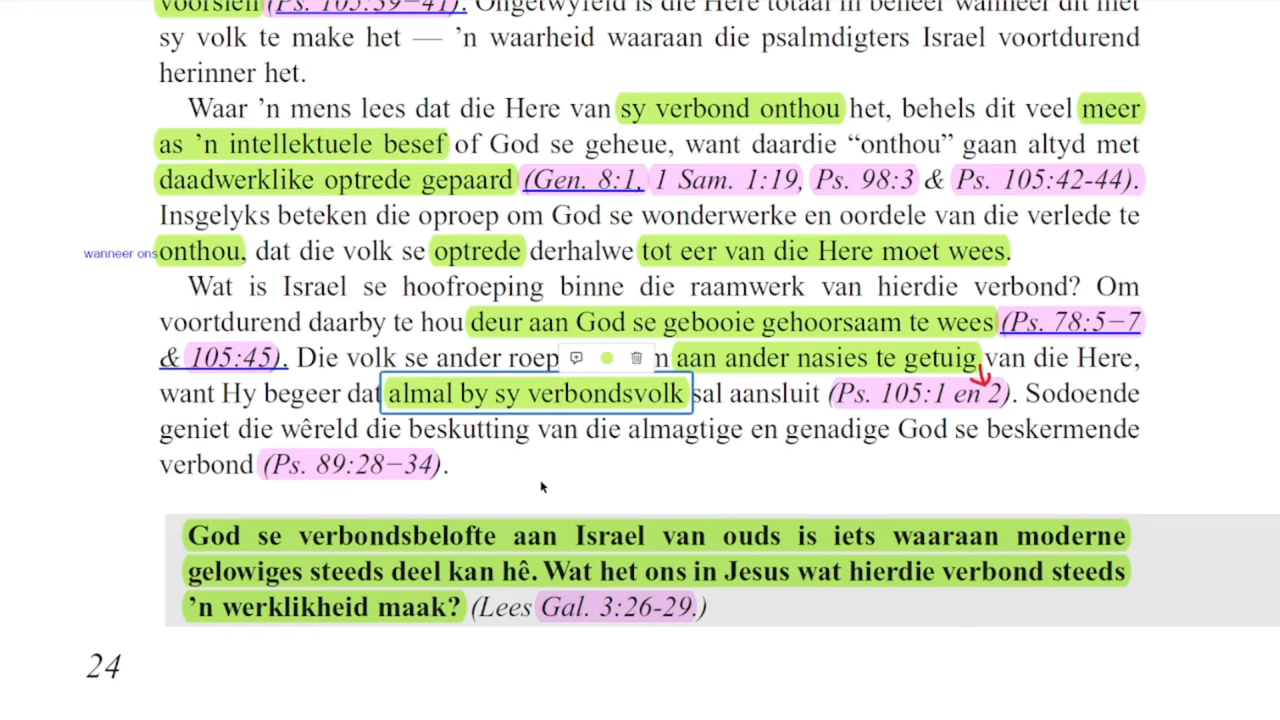 voorsien (Ps. 105:39–41). Ongetwyfeld is die Here totaal in beheer wanneer dit met
sy volk te make het — ’n waarheid waaraan die psalmdigters Israel voortdurend
herinner het.
Waar ’n mens lees dat die Here van sy verbond onthou het, behels dit veel meer
as ’n intellektuele besef of God se geheue, want daardie “onthou” gaan altyd met
daadwerklike optrede gepaard (Gen. 8:1, 1 Sam. 1:19, Ps. 98:3 & Ps. 105:42-44).
Insgelyks beteken die oproep om God se wonderwerke en oordele van die verlede te
wanneer ons onthou, dat die volk se optrede derhalwe tot eer van die Here moet wees.
Wat is Israel se hoofroeping binne die raamwerk van hierdie verbond? Om
voortdurend daarby te hou deur aan God se gebooie gehoorsaam te wees (Ps. 78:5–7
& 105:45). Die volk se ander roep m aan ander nasies te getuig van die Here,
want Hy begeer dat almal by sy verbondsvolk sal aansluit (Ps. 105:1 en 2). Sodoende
geniet die wêreld die beskutting van die almagtige en genadige God se beskermende
verbond (Ps. 89:28–34).
God se verbondsbelofte aan Israel van ouds is iets waaraan moderne
gelowiges steeds deel kan hê. Wat het ons in Jesus wat hierdie verbond steeds
’n werklikheid maak? (Lees Gal. 3:26-29.)
24